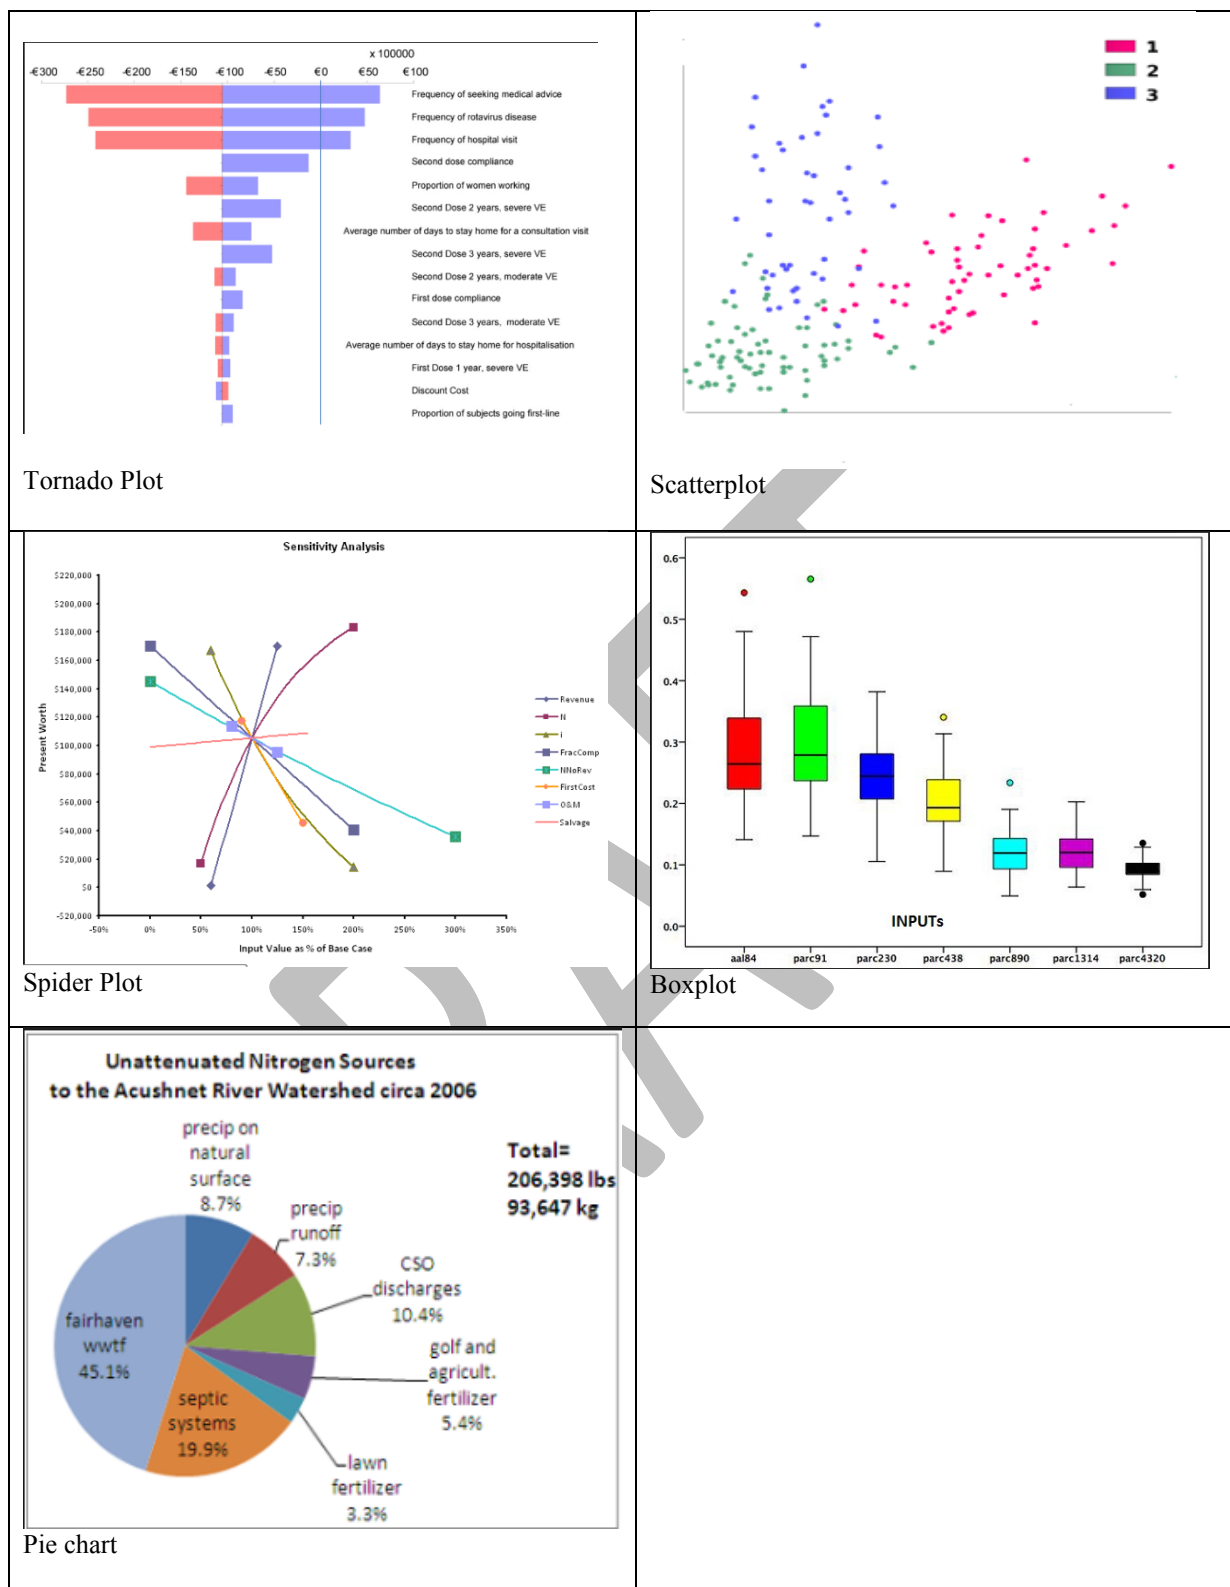 x 100000
-€300 -€250 -€200 -€150 -€100 -€50 €0 €50 €100
Frequency of seeking medical advice
Frequency of rotavirus disease
Frequency of hospital visit
Second dose compliance
Proportion of women working
Second Dose 2 years, severe VE
Average number of days to stay home for a consultation visit
Second Dose 3 years, severe VE
Second Dose 2 years, moderate VE
First dose compliance
Second Dose 3 years, moderate VE
Average number of days to stay home for hospitalisation
First Dose 1 year, severe VE
Discount Cost
Proportion of subjects going first-line
Tornado Plot
1
2
3
Scatterplot
Sensitivity Analysis
$220,000
$200,000
$180,000
$160,000
$140,000
$120,000
$100,000
$80,000
$60,000
$40,000
$20,000
$0
-$20,000
Present Worth
-50% 0% 50% 100% 150% 200% 250% 300% 350%
Input Value as % of Base Case
Revenue
N
i
FracComp
NNoRev
FirstCost
O&M
Salvage
Spider Plot
0.6
0.5
0.4
0.3
0.2
0.1
0.0
INPUTs
aal84 parc91 parc230 parc438 parc890 parc1314 parc4320
Boxplot
Unattenuated Nitrogen Sources
to the Acushnet River Watershed circa 2006
Total=
206,398 lbs
93,647 kg
precip on
natural
surface
8.7%
precip
runoff
7.3%
CSO
discharges
10.4%
golf and
agricult.
fertilizer
5.4%
lawn
fertilizer
3.3%
septic
systems
19.9%
fairhaven
wwtf
45.1%
Pie chart
DRAFT